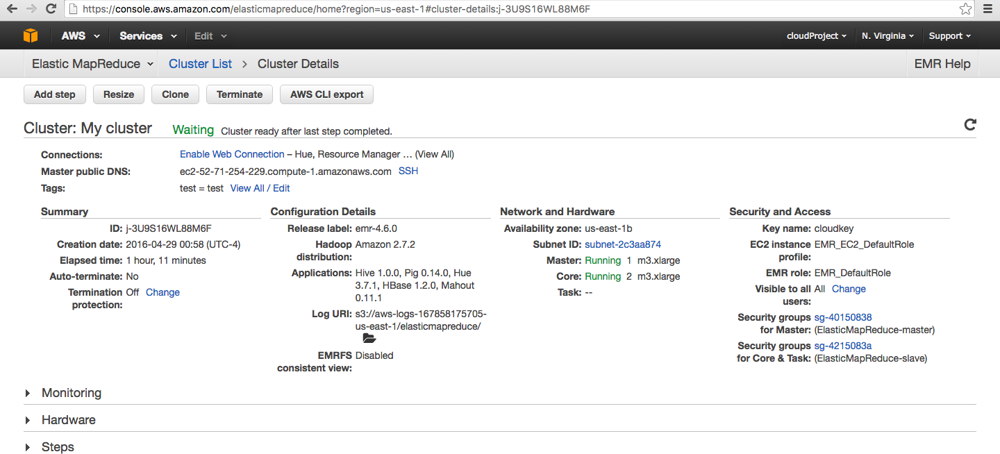 https://console.aws.amazon.com/elasticmapreduce/home?region=us-east-1#cluster-details:j-3U9S16WL88M6F
AWS Services Edit cloudProject N. Virginia Support
Elastic MapReduce Cluster List > Cluster Details EMR Help
Add step Resize Clone Terminate AWS CLI export
Cluster: My cluster Waiting Cluster ready after last step completed.
Connections: Enable Web Connection – Hue, Resource Manager ... (View All)
Master public DNS: ec2-52-71-254-229.compute-1.amazonaws.com SSH
Tags: test = test View All / Edit
Summary
ID: j-3U9S16WL88M6F
Creation date: 2016-04-29 00:58 (UTC-4)
Elapsed time: 1 hour, 11 minutes
Auto-terminate: No
Termination Off Change
protection:
Configuration Details
Release label: emr-4.6.0
Hadoop Amazon 2.7.2
distribution:
Applications: Hive 1.0.0, Pig 0.14.0, Hue
3.7.1, HBase 1.2.0, Mahout
0.11.1
Log URI: s3://aws-logs-167858175705-
us-east-1/elasticmapreduce/
EMRFS Disabled
consistent view:
Network and Hardware
Availability zone: us-east-1b
Subnet ID: subnet-2c3aa874
Master: Running 1 m3.xlarge
Core: Running 2 m3.xlarge
Task: --
Security and Access
Key name: cloudkey
EC2 instance EMR_EC2_DefaultRole
profile:
EMR role: EMR_DefaultRole
Visible to all All Change
users:
Security groups sg-40150838
for Master: (ElasticMapReduce-master)
Security groups sg-4215083a
for Core & Task: (ElasticMapReduce-slave)
Monitoring
Hardware
Steps